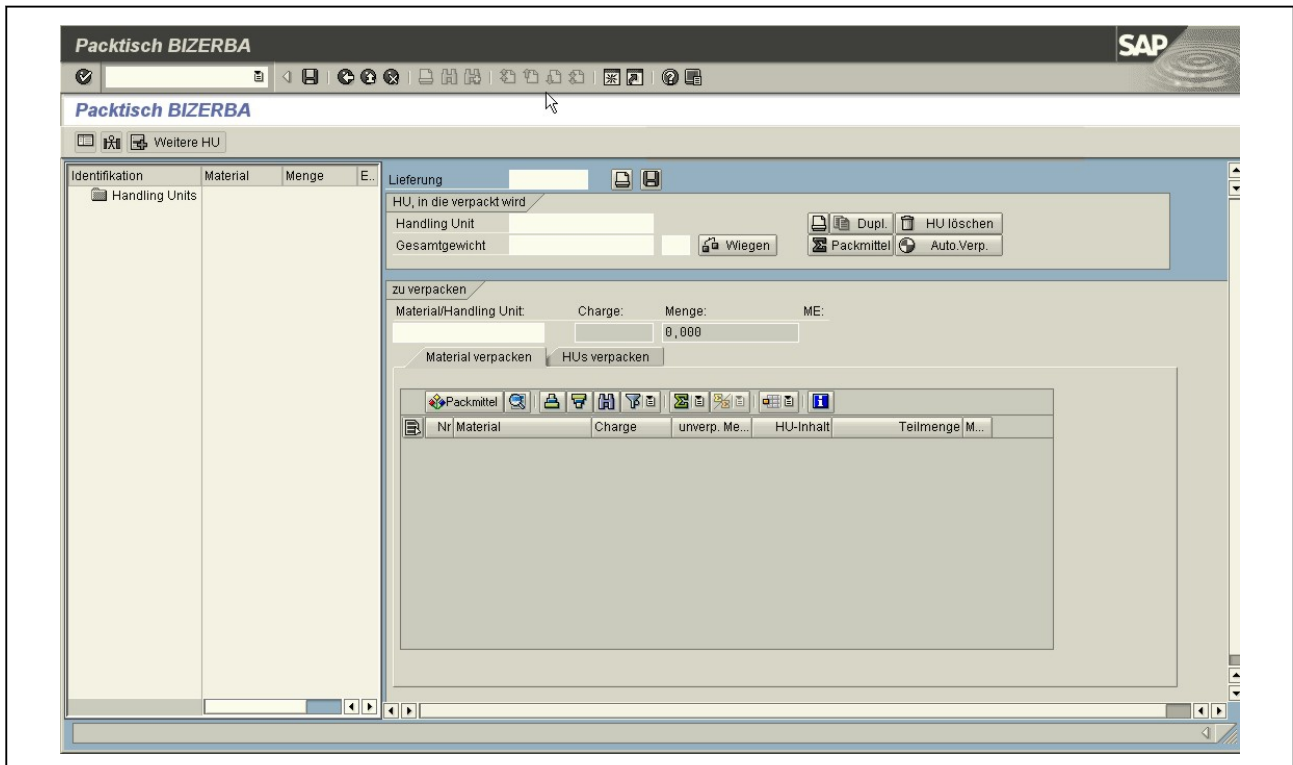 Packtisch BIZERBA
SAP
Packtisch BIZERBA
Weitere HU
Identifikation Material Menge E..
Handling Units
Lieferung
HU, in die verpackt wird
Handling Unit
Dupl. HU löschen
Gesamtgewicht
Wiegen
Packmittel Auto.Verp.
zu verpacken
Material/Handling Unit: Charge: Menge: ME:
0,000
Material verpacken HUs verpacken
Packmittel
Nr Material Charge unverp. Me... HU-Inhalt Teilmenge M...